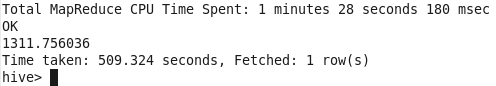 Total MapReduce CPU Time Spent: 1 minutes 28 seconds 180 msec
OK
1311.756036
Time taken: 509.324 seconds, Fetched: 1 row(s)
hive>